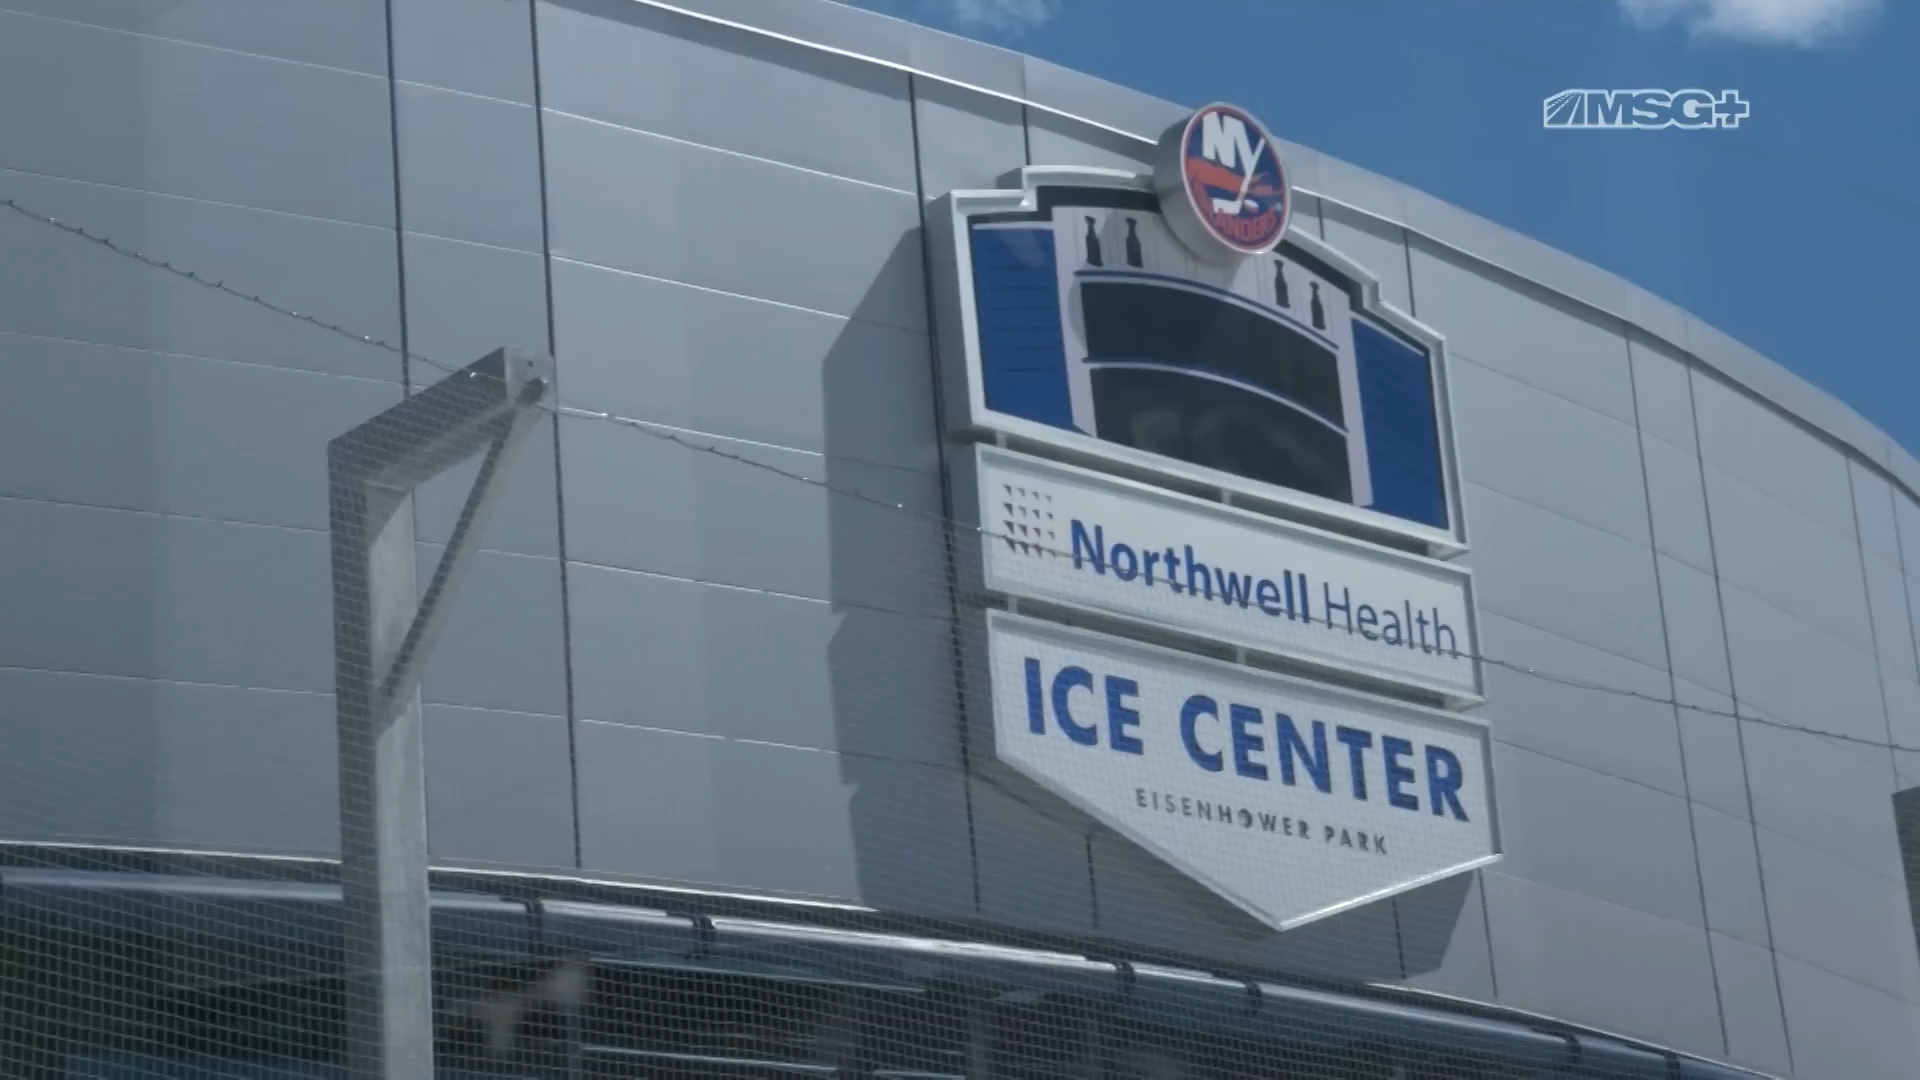 MSG+
NY
ISLANDERS
Northwell Health
ICE CENTER
EISENHOWER PARK